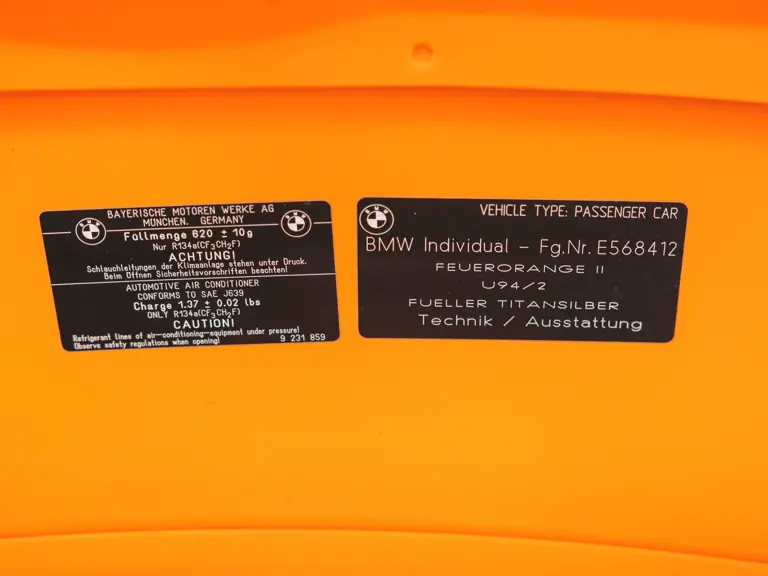 BAYERISCHE MOTOREN WERKE AG
MÜNCHEN, GERMANY
Füllmenge 620 ± 10g
Nur R134a(CF3CH2F)
ACHTUNG!
Schlauchleitungen der Klimaanlage stehen unter Druck.
Beim Öffnen Sicherheitsvorschriften beachten!
AUTOMOTIVE AIR CONDITIONER
CONFORMS TO SAE J639
Charge 1.37 ± 0.02 lbs
ONLY R134a(CF3CH2F)
CAUTION!
Refrigerant lines of air-conditioning-equipment under pressure!
Observe safety regulations when opening!
9 231 859
VEHICLE TYPE: PASSENGER CAR
BMW Individual - Fg.Nr. E568412
FEUERORANGE II
U94/2
FUELLER TITANSILBER
Technik / Ausstattung